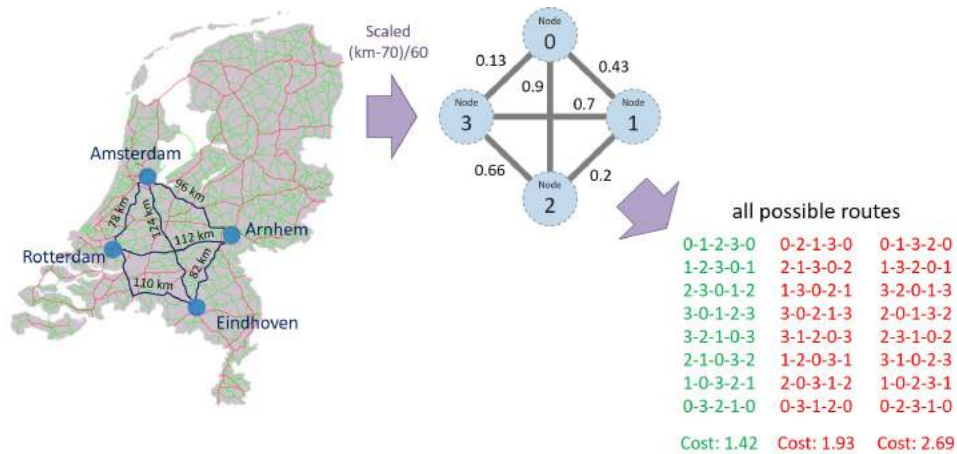 Amsterdam
96 km
78 km
124 km
112 km
Arnhem
Rotterdam
82 km
110 km
Eindhoven
Scaled
(km-70)/60
Node
0
0.13
0.43
0.9
0.7
Node
3
Node
1
0.66
0.2
Node
2
all possible routes
0-1-2-3-0 0-2-1-3-0 0-1-3-2-0
1-2-3-0-1 2-1-3-0-2 1-3-2-0-1
2-3-0-1-2 1-3-0-2-1 3-2-0-1-3
3-0-1-2-3 3-0-2-1-3 2-0-1-3-2
3-2-1-0-3 3-1-2-0-3 2-3-1-0-2
2-1-0-3-2 1-2-0-3-1 3-1-0-2-3
1-0-3-2-1 2-0-3-1-2 1-0-2-3-1
0-3-2-1-0 0-3-1-2-0 0-2-3-1-0
Cost: 1.42 Cost: 1.93 Cost: 2.69